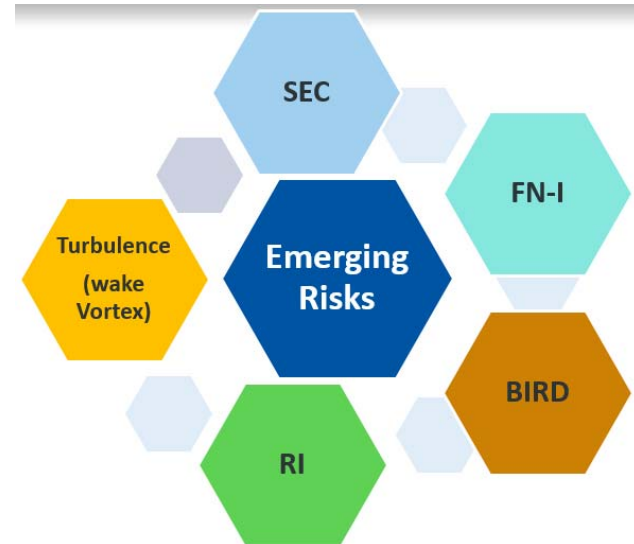 SEC
FN-I
Turbulence
(wake
Vortex)
Emerging
Risks
BIRD
RI